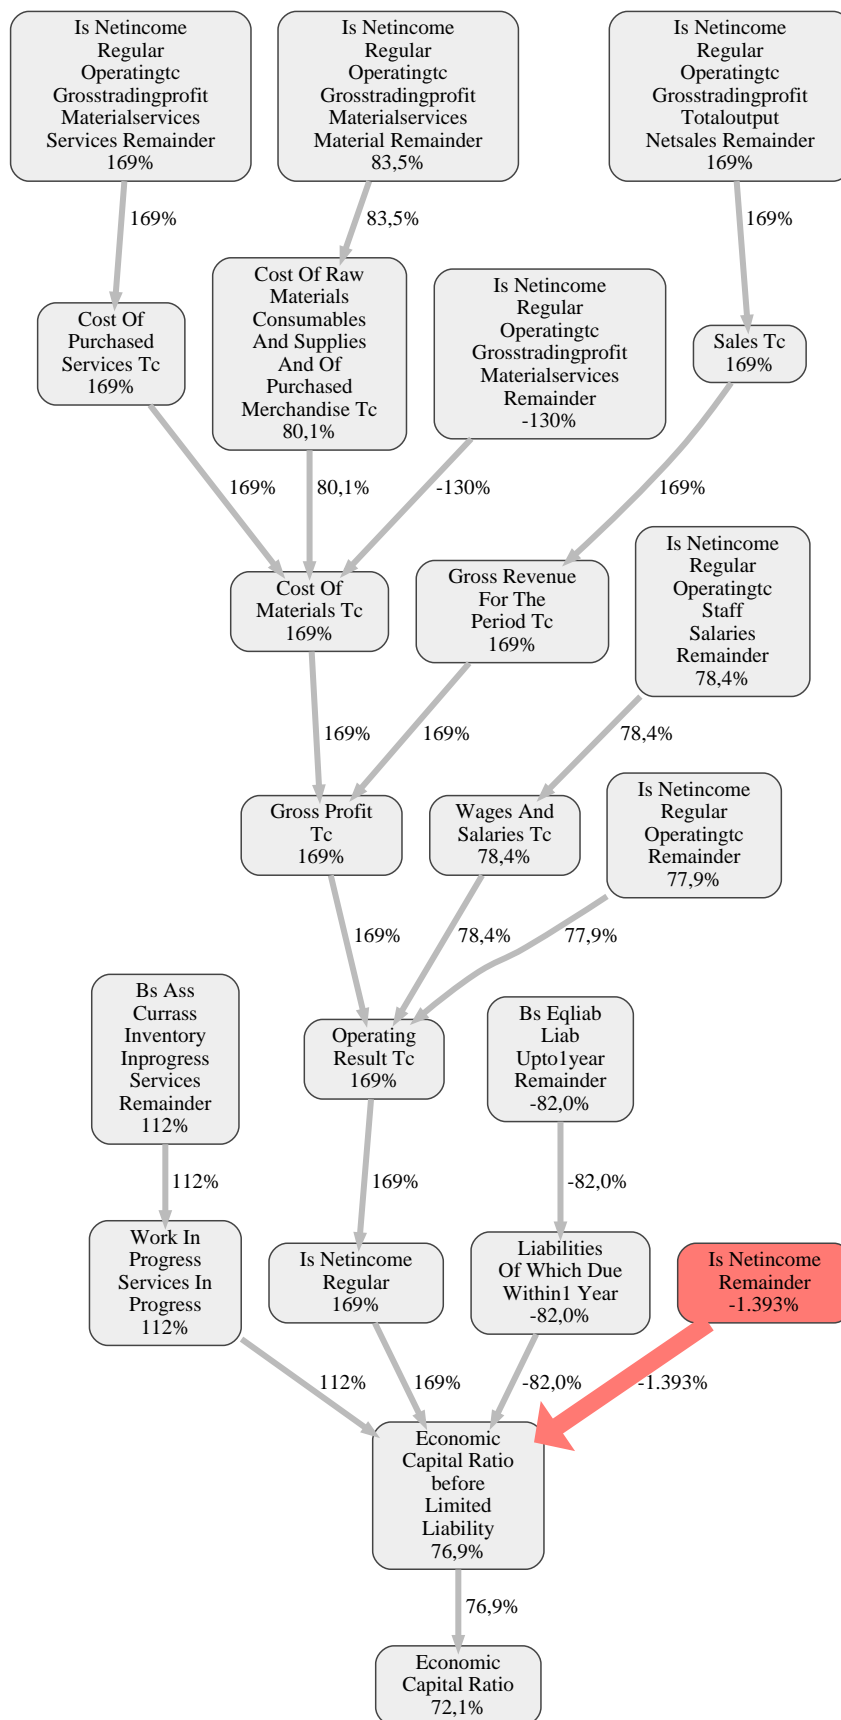 Is Netincome
Regular
Operatingtc
Grosstradingprofit
Materialservices
Services Remainder
169%
Is Netincome
Regular
Operatingtc
Grosstradingprofit
Materialservices
Material Remainder
83,5%
Is Netincome
Regular
Operatingtc
Grosstradingprofit
Totaloutput
Netsales Remainder
169%
169%
83,5%
169%
Cost Of
Purchased
Services Tc
169%
Cost Of Raw
Materials
Consumables
And Supplies
And Of
Purchased
Merchandise Tc
80,1%
Is Netincome
Regular
Operatingtc
Grosstradingprofit
Materialservices
Remainder
-130%
Sales Tc
169%
169%
80,1%
-130%
169%
Cost Of
Materials Tc
169%
Gross Revenue
For The
Period Tc
169%
Is Netincome
Regular
Operatingtc
Staff
Salaries
Remainder
78,4%
169%
169%
78,4%
Gross Profit
Tc
169%
Wages And
Salaries Tc
78,4%
Is Netincome
Regular
Operatingtc
Remainder
77,9%
169%
78,4%
77,9%
Bs Ass
Currass
Inventory
Inprogress
Services
Remainder
112%
Operating
Result Tc
169%
Bs Eqliab
Liab
Upto1year
Remainder
-82,0%
112%
169%
-82,0%
Work In
Progress
Services In
Progress
112%
Is Netincome
Regular
169%
Liabilities
Of Which Due
Within1 Year
-82,0%
Is Netincome
Remainder
-1.393%
112%
169%
-82,0%
-1.393%
Economic
Capital Ratio
before
Limited
Liability
76,9%
76,9%
Economic
Capital Ratio
72,1%